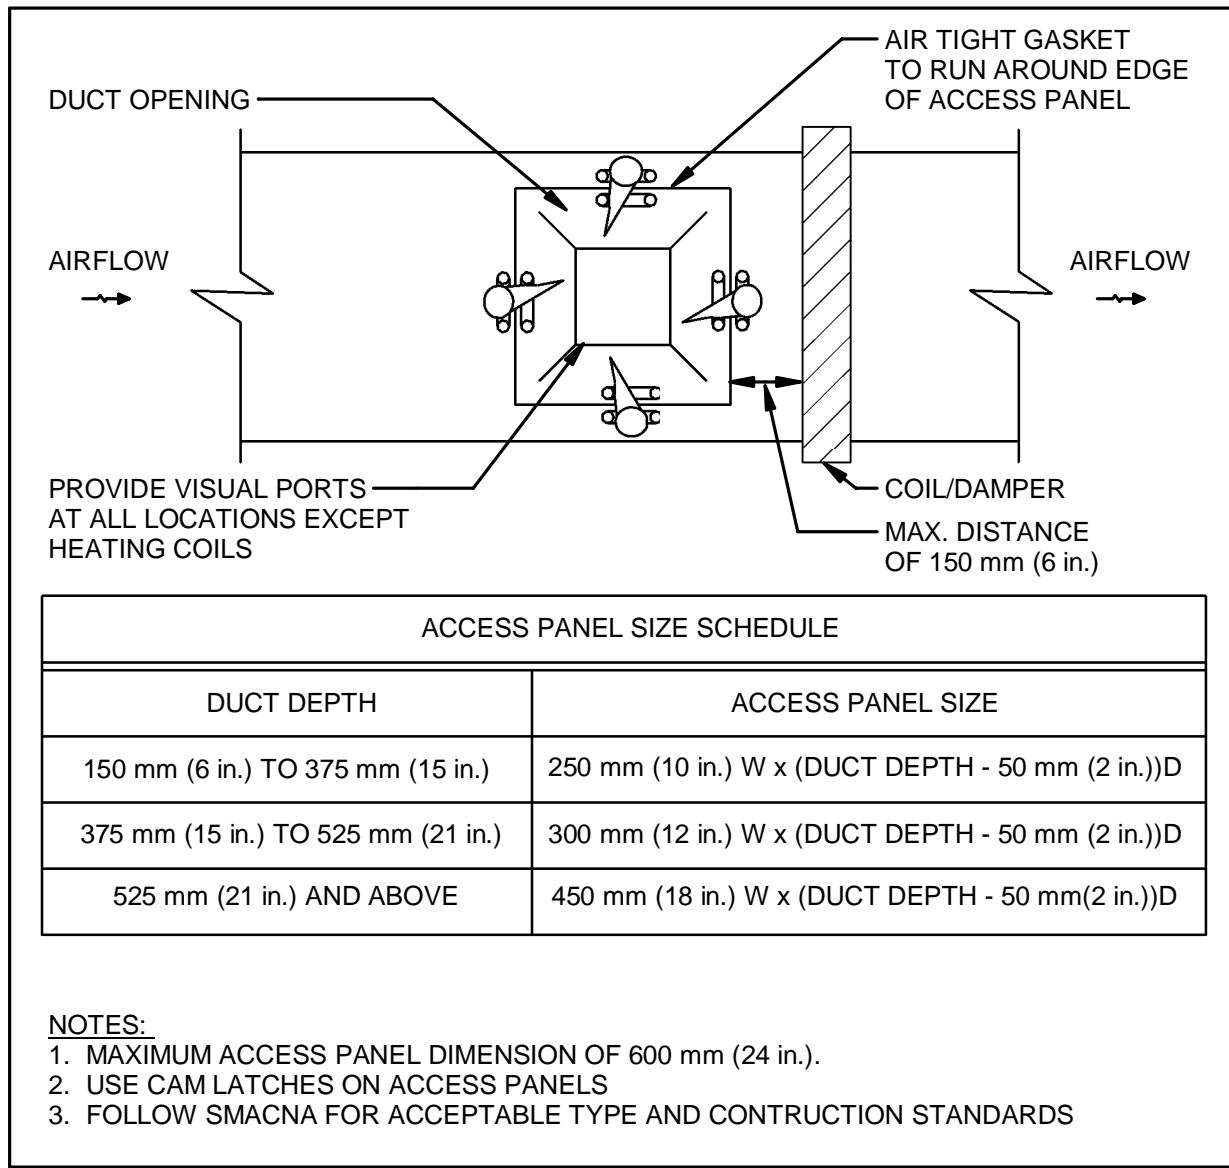 AIR TIGHT GASKET
TO RUN AROUND EDGE
OF ACCESS PANEL
DUCT OPENING
AIRFLOW
AIRFLOW
PROVIDE VISUAL PORTS
AT ALL LOCATIONS EXCEPT
HEATING COILS
COIL/DAMPER
MAX. DISTANCE
OF 150 mm (6 in.)
ACCESS PANEL SIZE SCHEDULE
DUCT DEPTH
ACCESS PANEL SIZE
150 mm (6 in.) TO 375 mm (15 in.)
250 mm (10 in.) W x (DUCT DEPTH - 50 mm (2 in.))D
375 mm (15 in.) TO 525 mm (21 in.)
300 mm (12 in.) W x (DUCT DEPTH - 50 mm (2 in.))D
525 mm (21 in.) AND ABOVE
450 mm (18 in.) W x (DUCT DEPTH - 50 mm(2 in.))D
NOTES:
1. MAXIMUM ACCESS PANEL DIMENSION OF 600 mm (24 in.).
2. USE CAM LATCHES ON ACCESS PANELS
3. FOLLOW SMACNA FOR ACCEPTABLE TYPE AND CONTRUCTION STANDARDS